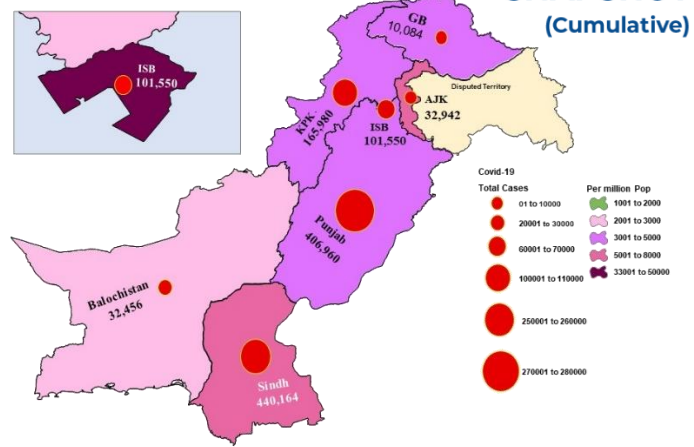 (Cumulative)
ISB
101,550
GB
10,084
Disputed Territory
AJK
32,942
KPK
165,980
ISB
101,550
Punjab
406,960
Balochistan
32,456
Sindh
440,164
Covid-19
Total Cases
01 to 10000
20001 to 30000
60001 to 70000
100001 to 110000
250001 to 260000
270001 to 280000
Per million Pop
1001 to 2000
2001 to 3000
3001 to 5000
5001 to 8000
33001 to 50000